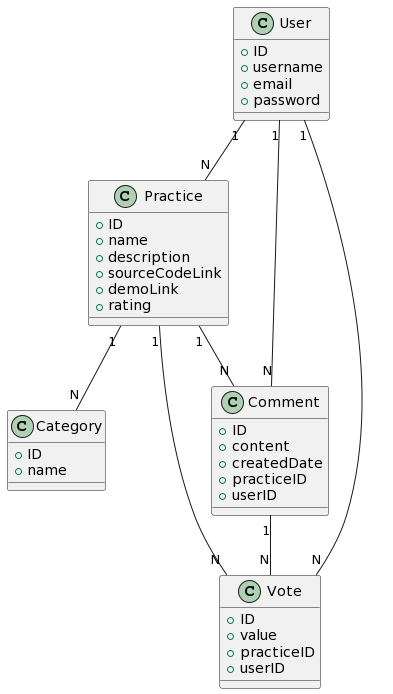 C User
ID
username
email
password
1 1 1
N
C Practice
ID
name
description
sourceCodeLink
demoLink
rating
1 1 1
N N N
C Category
ID
name
C Comment
ID
content
createdDate
practiceID
userID
1
N N N
C Vote
ID
value
practiceID
userID